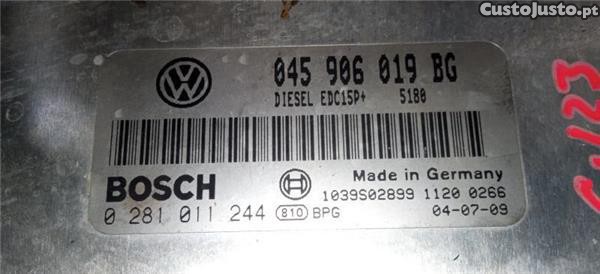 CustoJusto.pt
045 906 019 BG
DIESEL EDC15P+ 5180
BOSCH
Made in Germany
1039S02899 1120 0266
0 281 011 244 810 BPG 04-07-09
C.123